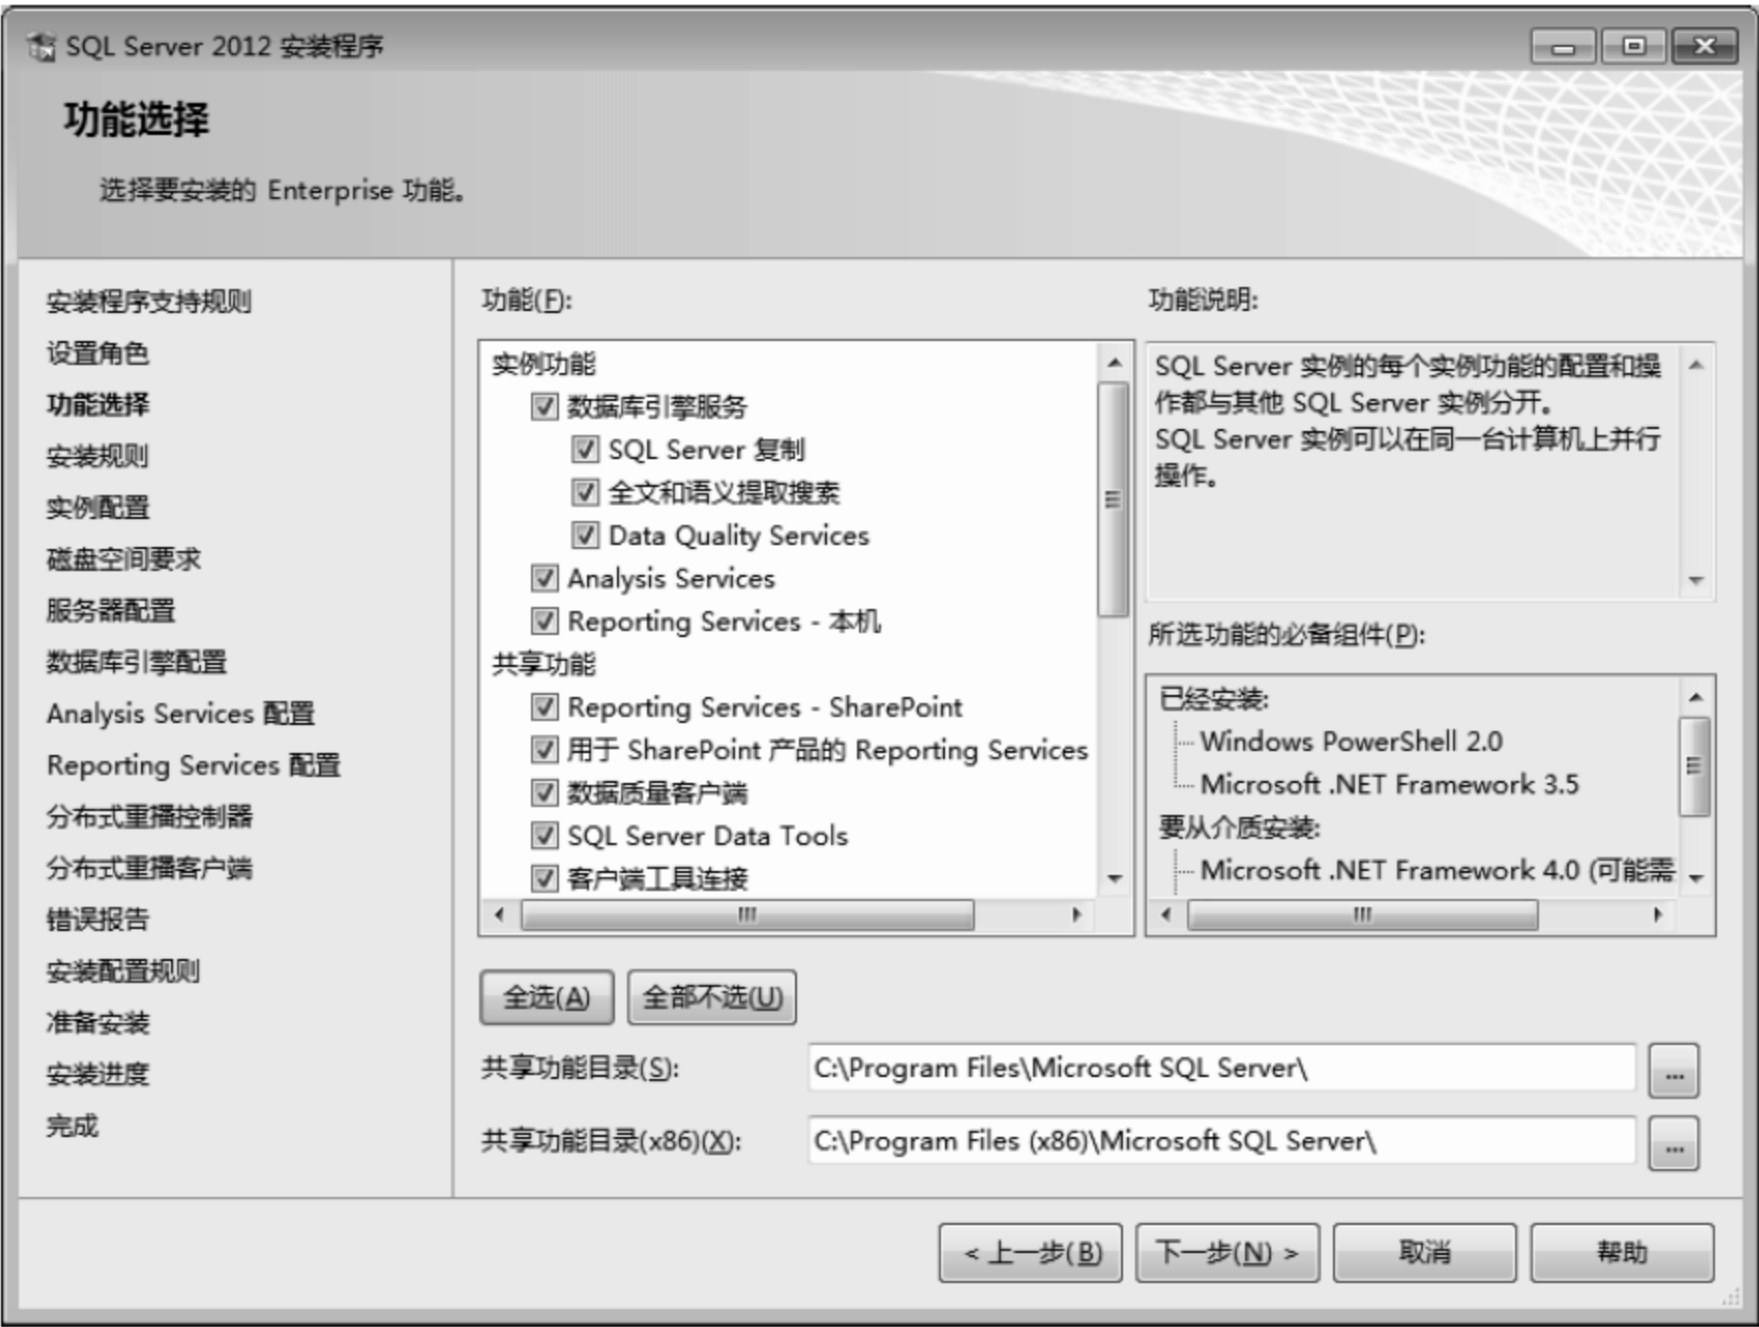 SQL Server 2012 安装程序
功能选择
选择要安装的 Enterprise 功能。
安装程序支持规则
设置角色
功能选择
安装规则
实例配置
磁盘空间要求
服务器配置
数据库引擎配置
Analysis Services 配置
Reporting Services 配置
分布式重播控制器
分布式重播客户端
错误报告
安装配置规则
准备安装
安装进度
完成
功能(F):
实例功能
数据库引擎服务
SQL Server 复制
全文和语义提取搜索
Data Quality Services
Analysis Services
Reporting Services - 本机
共享功能
Reporting Services - SharePoint
用于 SharePoint 产品的 Reporting Services
数据质量客户端
SQL Server Data Tools
客户端工具连接
功能说明:
SQL Server 实例的每个实例功能的配置和操
作都与其他 SQL Server 实例分开。
SQL Server 实例可以在同一台计算机上并行
操作。
所选功能的必备组件(P):
已经安装:
Windows PowerShell 2.0
Microsoft .NET Framework 3.5
要从介质安装:
Microsoft .NET Framework 4.0 (可能需
全选(A)
全部不选(U)
共享功能目录(S):
C:\Program Files\Microsoft SQL Server\
...
共享功能目录(x86)(X):
C:\Program Files (x86)\Microsoft SQL Server\
...
< 上一步(B)
下一步(N) >
取消
帮助